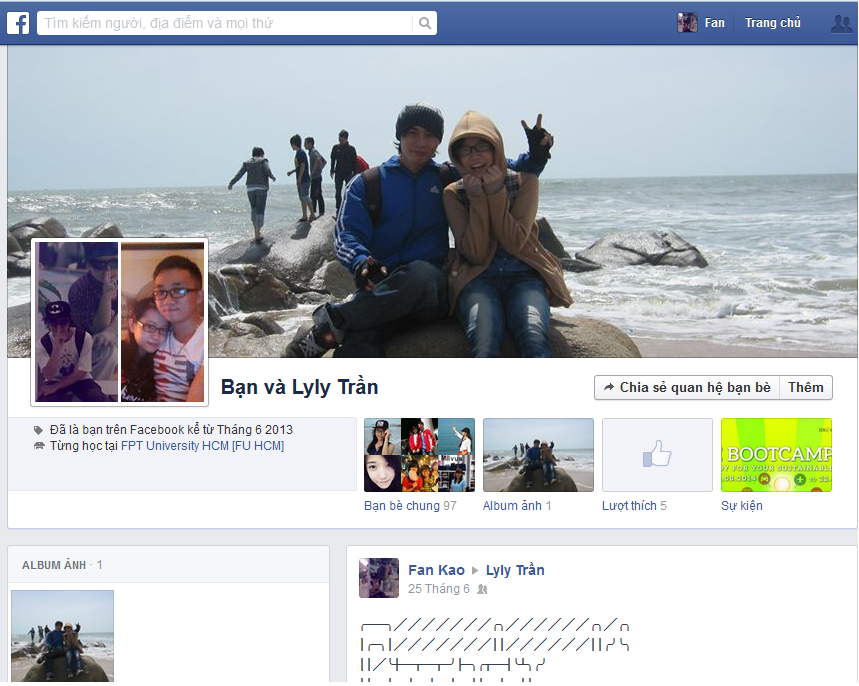 Tìm kiếm người, địa điểm và mọi thứ
Fan
Trang chủ
Bạn và Lyly Trần
Chia sẻ quan hệ bạn bè
Thêm
Đã là bạn trên Facebook kể từ Tháng 6 2013
Từng học tại FPT University HCM [FU HCM]
BOOTCAMP
Bạn bè chung 97
Album ảnh 1
Lượt thích 5
Sự kiện
ALBUM ẢNH · 1
Fan Kao ▸ Lyly Trần
25 Tháng 6